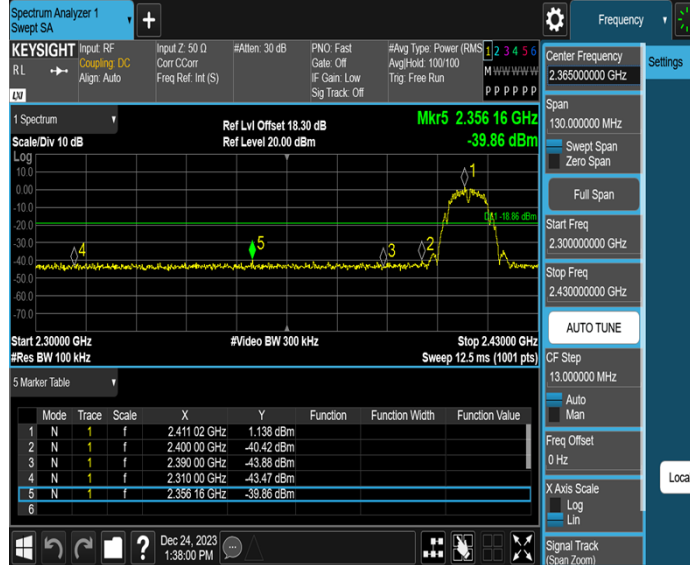 Spectrum Analyzer 1
Swept SA
+
Frequency
KEYSIGHT
RL
LXI
Input: RF
Coupling: DC
Align: Auto
Input Z: 50 Ω
Corr CCorr
Freq Ref: Int (S)
#Atten: 30 dB
PNO: Fast
Gate: Off
IF Gain: Low
Sig Track: Off
#Avg Type: Power (RMS
Avg|Hold: 100/100
Trig: Free Run
1 2 3 4 5 6
M W W W W W
P P P P P P
1 Spectrum
Scale/Div 10 dB
Ref Lvl Offset 18.30 dB
Ref Level 20.00 dBm
Mkr5 2.356 16 GHz
-39.86 dBm
Log
10.0
0.00
-10.0
-20.0
-30.0
-40.0
-50.0
-60.0
-70.0
1
2
3
4
5
DL1 -18.86 dBm
Start 2.30000 GHz
#Res BW 100 kHz
#Video BW 300 kHz
Stop 2.43000 GHz
Sweep 12.5 ms (1001 pts)
5 Marker Table
Mode Trace Scale X Y Function Function Width Function Value
1 N 1 f 2.411 02 GHz 1.138 dBm
2 N 1 f 2.400 00 GHz -40.42 dBm
3 N 1 f 2.390 00 GHz -43.88 dBm
4 N 1 f 2.310 00 GHz -43.47 dBm
5 N 1 f 2.356 16 GHz -39.86 dBm
6
?
Dec 24, 2023
1:38:00 PM
Center Frequency
2.365000000 GHz
Span
130.000000 MHz
Swept Span
Zero Span
Full Span
Start Freq
2.300000000 GHz
Stop Freq
2.430000000 GHz
AUTO TUNE
CF Step
13.000000 MHz
Auto
Man
Freq Offset
0 Hz
X Axis Scale
Log
Lin
Signal Track
(Span Zoom)
Settings
Loca